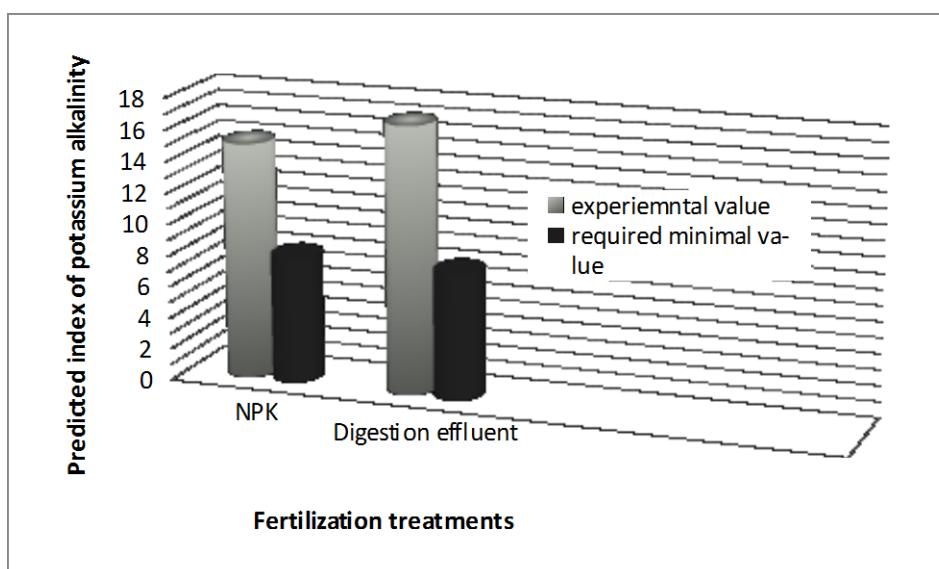 Predicted index of potassium alkalinity
18
16
14
12
10
8
6
4
2
0
experiemntal value
required minimal va-
lue
NPK
Digestion effluent
Fertilization treatments